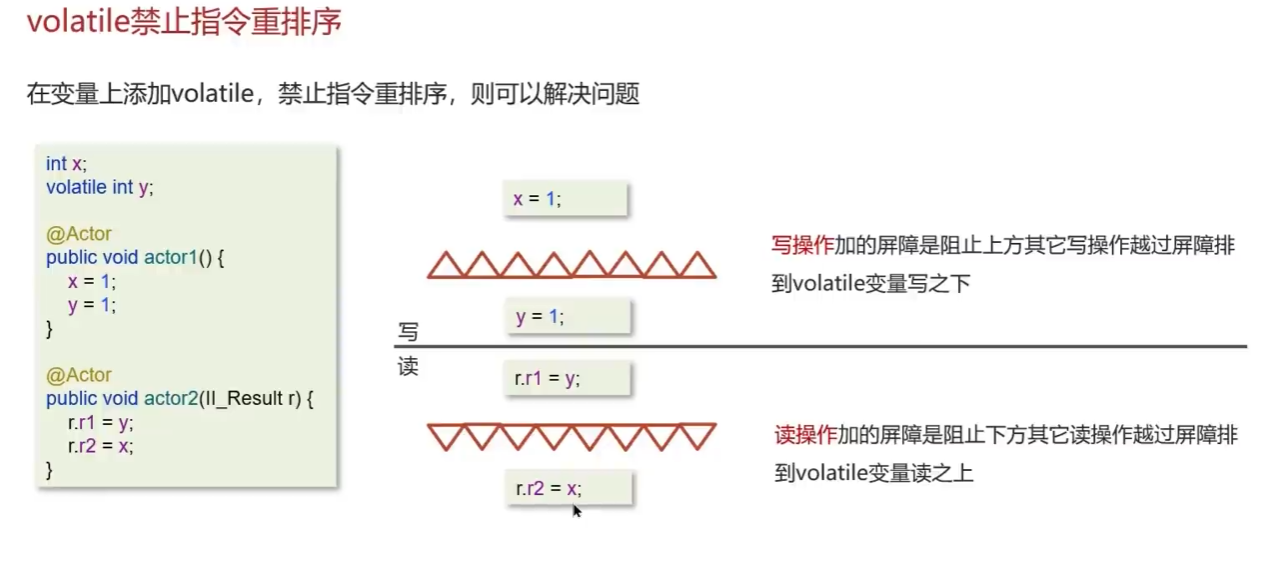 volatile禁止指令重排序
在变量上添加volatile，禁止指令重排序，则可以解决问题
int x;
volatile int y;
@Actor
public void actor1() {
x = 1;
y = 1;
}
@Actor
public void actor2(II_Result r) {
r.r1 = y;
r.r2 = x;
}
x = 1;
y = 1;
写
读
r.r1 = y;
r.r2 = x;
写操作加的屏障是阻止上方其它写操作越过屏障排
到volatile变量写之下
读操作加的屏障是阻止下方其它读操作越过屏障排
到volatile变量读之上